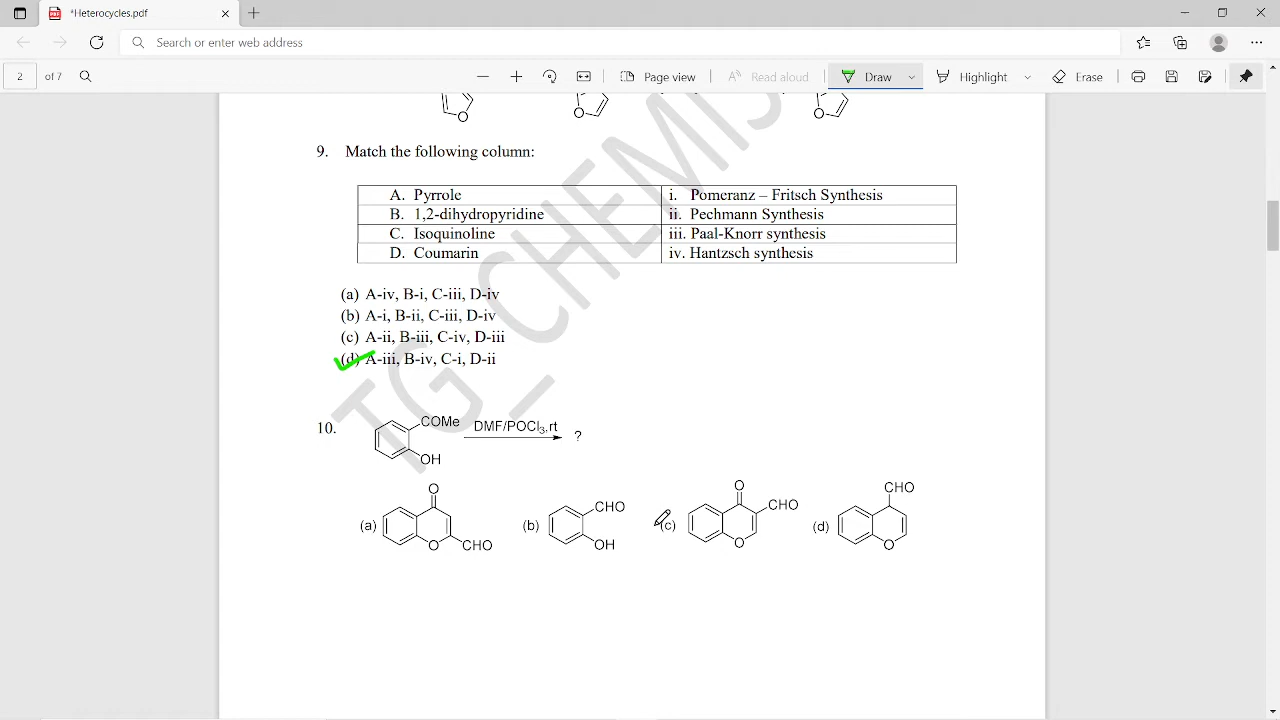 *Heterocycles.pdf
Search or enter web address
2 of 7 Page view Read aloud Draw Highlight Erase
O O O
TG_CHEMIS
9. Match the following column:
A. Pyrrole i. Pomeranz – Fritsch Synthesis
B. 1,2-dihydropyridine ii. Pechmann Synthesis
C. Isoquinoline iii. Paal-Knorr synthesis
D. Coumarin iv. Hantzsch synthesis
(a) A-iv, B-i, C-iii, D-iv
(b) A-i, B-ii, C-iii, D-iv
(c) A-ii, B-iii, C-iv, D-iii
(d) A-iii, B-iv, C-i, D-ii
10. COMe DMF/POCl3,rt ?
OH
(a) O O CHO (b) CHO OH (c) O CHO O (d) CHO O